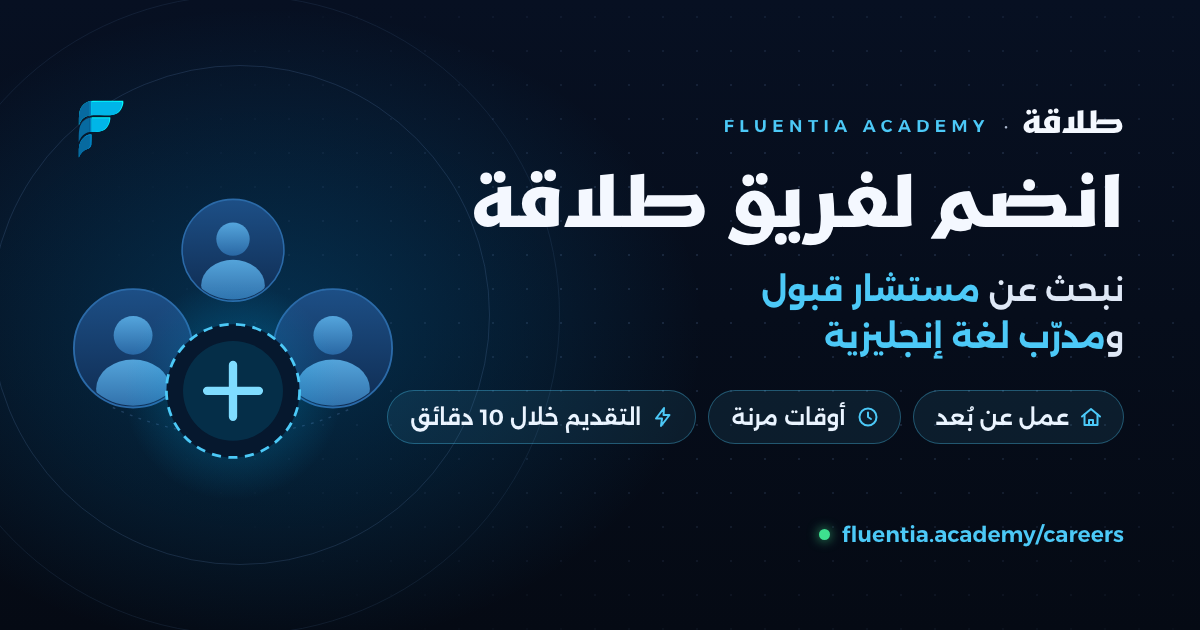 طلاقة · FLUENTIA ACADEMY
انضم لفريق طلاقة
نبحث عن مستشار قبول
ومدرّب لغة إنجليزية
عمل عن بُعد
أوقات مرنة
التقديم خلال 10 دقائق
fluentia.academy/careers